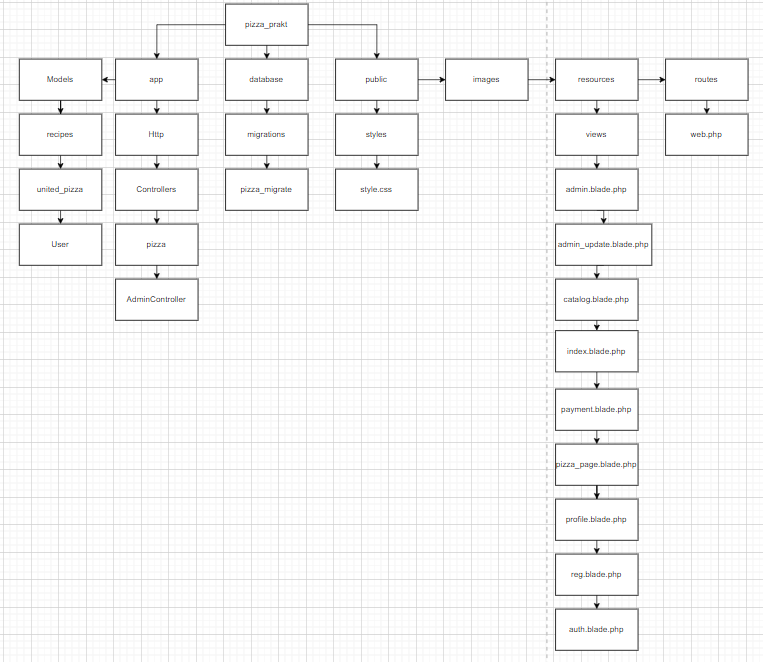 pizza_prakt
Models
app
database
public
images
resources
routes
recipes
Http
migrations
styles
views
web.php
united_pizza
Controllers
pizza_migrate
style.css
admin.blade.php
User
pizza
admin_update.blade.php
AdminController
catalog.blade.php
index.blade.php
payment.blade.php
pizza_page.blade.php
profile.blade.php
reg.blade.php
auth.blade.php